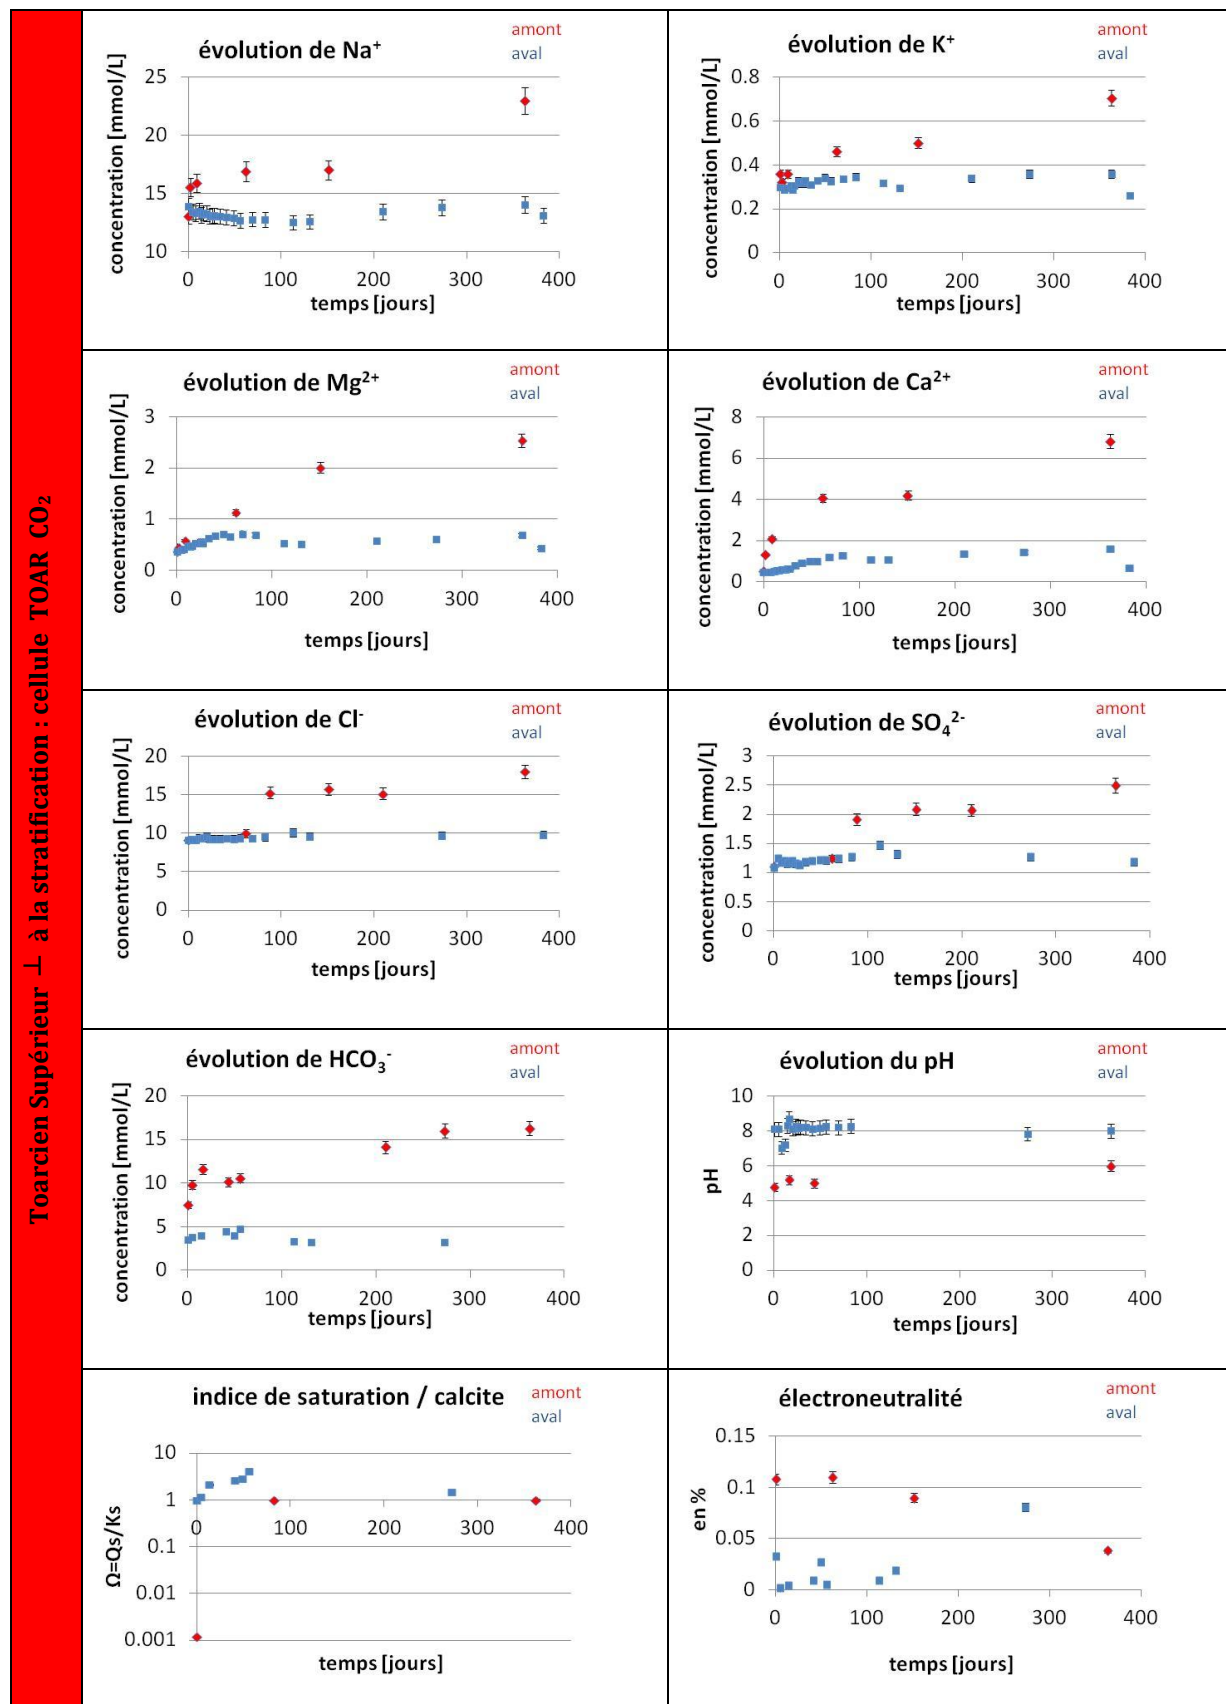 Toarcien Supérieur ⊥ à la stratification : cellule TOAR CO₂
évolution de Na⁺
amont
aval
concentration [mmol/L]
25
20
15
10
0 100 200 300 400
temps [jours]
évolution de K⁺
amont
aval
concentration [mmol/L]
0.8
0.6
0.4
0.2
0
0 100 200 300 400
temps [jours]
évolution de Mg²⁺
amont
aval
concentration [mmol/L]
3
2
1
0
0 100 200 300 400
temps [jours]
évolution de Ca²⁺
amont
aval
concentration [mmol/L]
8
6
4
2
0
0 100 200 300 400
temps [jours]
évolution de Cl⁻
amont
aval
concentration [mmol/L]
20
15
10
5
0
0 100 200 300 400
temps [jours]
évolution de SO₄²⁻
amont
aval
concentration [mmol/L]
3
2.5
2
1.5
1
0.5
0
0 100 200 300 400
temps [jours]
évolution de HCO₃⁻
amont
aval
concentration [mmol/L]
20
15
10
5
0
0 100 200 300 400
temps [jours]
évolution du pH
amont
aval
pH
10
8
6
4
2
0
0 100 200 300 400
temps [jours]
indice de saturation / calcite
amont
aval
Ω=Qs/Ks
10
1
0.1
0.01
0.001
0 100 200 300 400
temps [jours]
électroneutralité
amont
aval
en %
0.15
0.1
0.05
0
0 100 200 300 400
temps [jours]